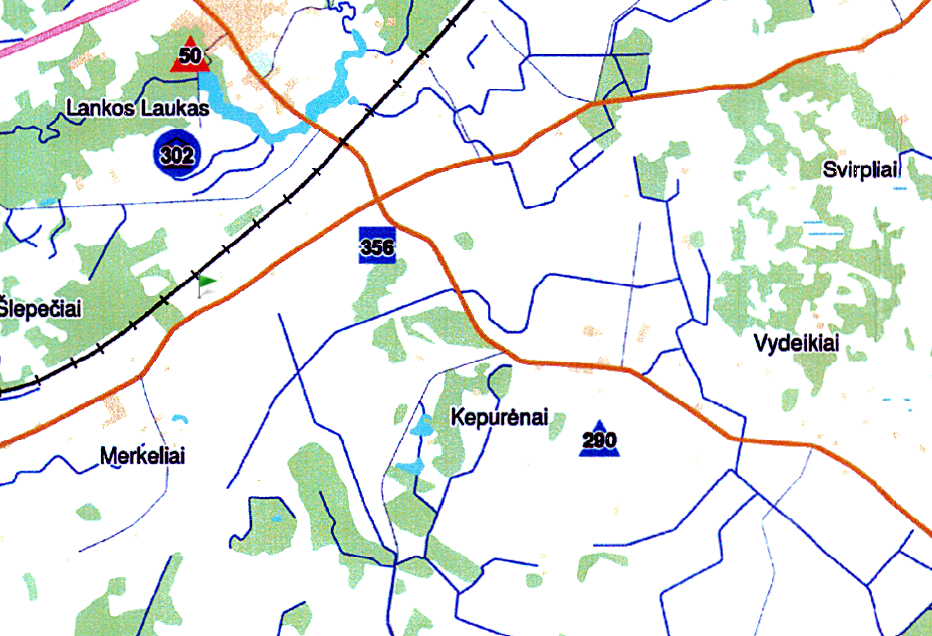 50
Lankos Laukas
302
Svirpliai
356
Šlepečiai
Vydeikiai
Kepurėnai
290
Merkeliai